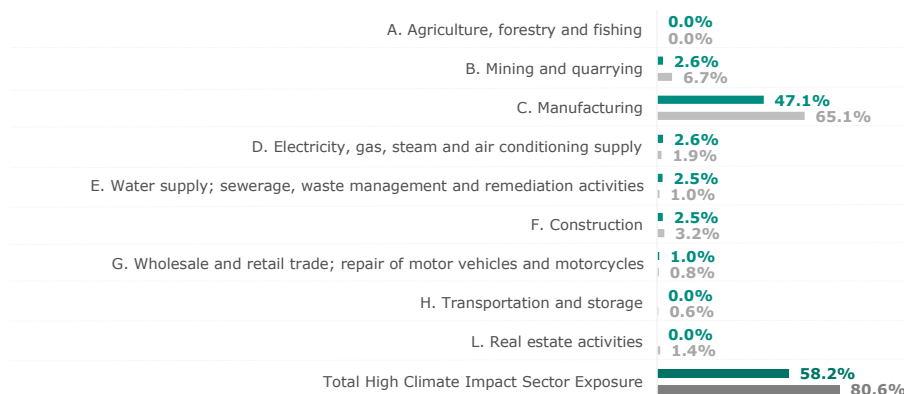 A. Agriculture, forestry and fishing 0.0%
0.0%
B. Mining and quarrying 2.6%
6.7%
C. Manufacturing 47.1%
65.1%
D. Electricity, gas, steam and air conditioning supply 2.6%
1.9%
E. Water supply; sewerage, waste management and remediation activities 2.5%
1.0%
F. Construction 2.5%
3.2%
G. Wholesale and retail trade; repair of motor vehicles and motorcycles 1.0%
0.8%
H. Transportation and storage 0.0%
0.6%
L. Real estate activities 0.0%
1.4%
Total High Climate Impact Sector Exposure 58.2%
80.6%